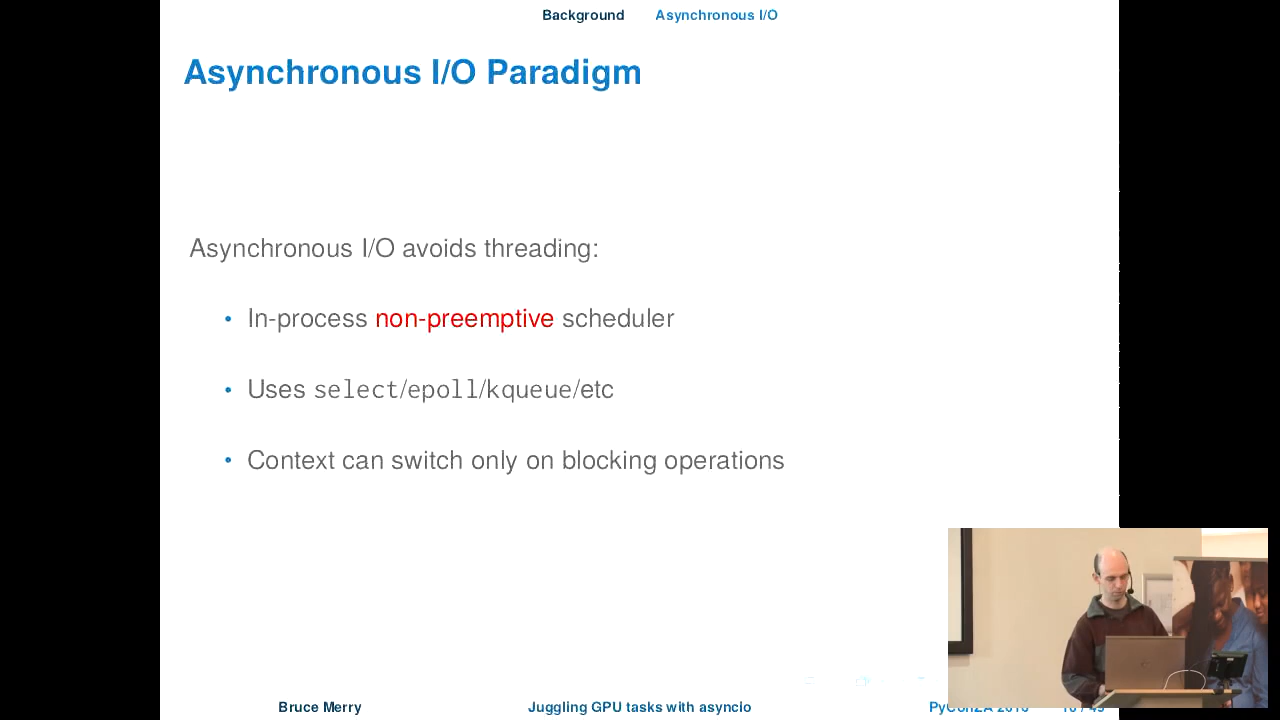 Background Asynchronous I/O
Asynchronous I/O Paradigm
Asynchronous I/O avoids threading:
• In-process non-preemptive scheduler
• Uses select/epoll/kqueue/etc
• Context can switch only on blocking operations
Bruce Merry Juggling GPU tasks with asyncio